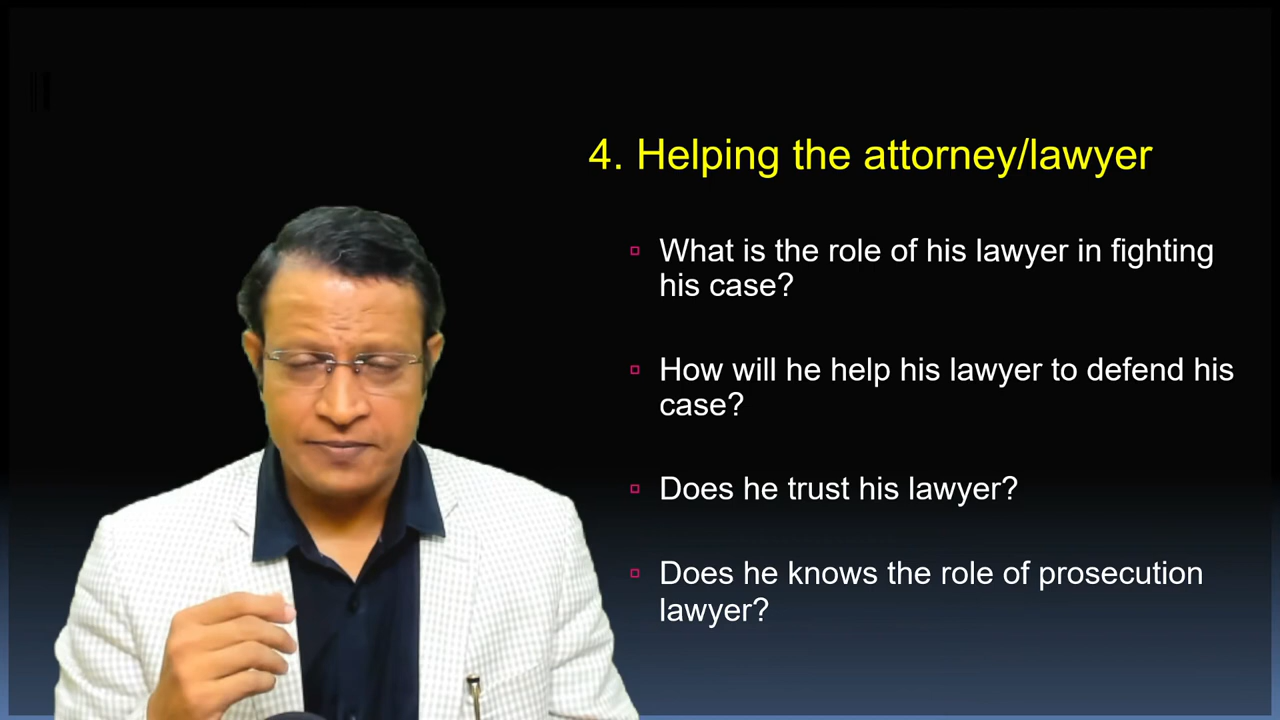 4. Helping the attorney/lawyer
What is the role of his lawyer in fighting
his case?
How will he help his lawyer to defend his
case?
Does he trust his lawyer?
Does he knows the role of prosecution
lawyer?